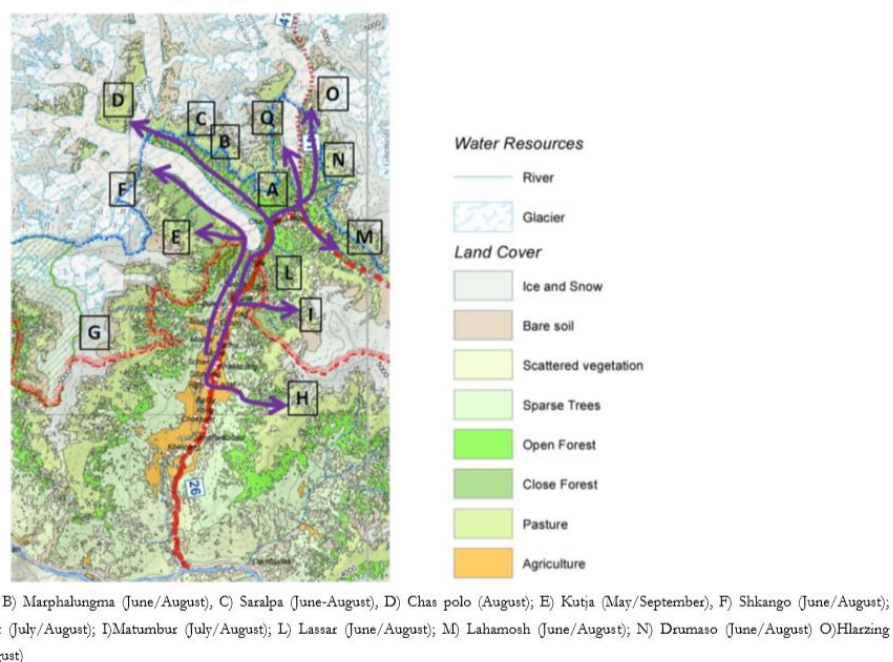 41
5000
D
C
B
Q
O
N
F
A
E
M
L
G
I
H
26
Water Resources
River
Glacier
Land Cover
Ice and Snow
Bare soil
Scattered vegetation
Sparse Trees
Open Forest
Close Forest
Pasture
Agriculture
B) Marphalungma (June/August), C) Saralpa (June-August), D) Chas polo (August); E) Kutja (May/September), F) Shkango (June/August);
(July/August); I)Matumbur (July/August); L) Lassar (June/August); M) Lahamosh (June/August); N) Drumaso (June/August) O)Hlarzing